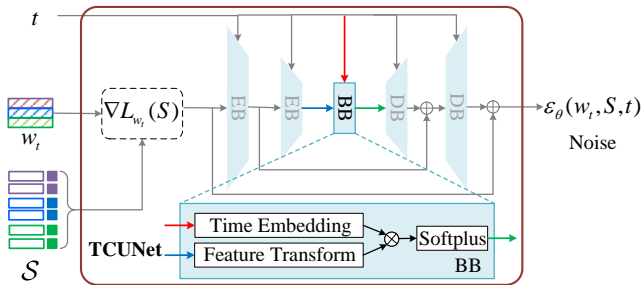 t
EB
EB
BB
DB
DB
∇L_{w_t}(S)
w_t
ε_θ(w_t, S, t)
Noise
S
TCUNet
Time Embedding
Feature Transform
Softplus
BB